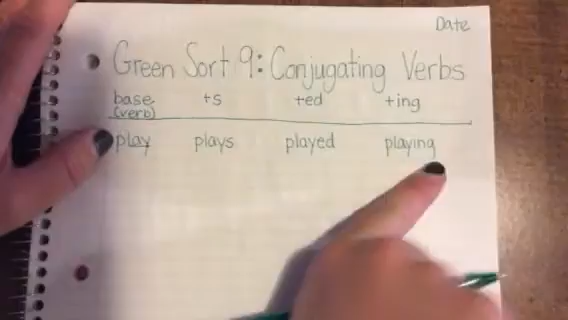 Date
Green Sort 9: Conjugating Verbs
base +s +ed +ing
(verb)
play plays played playing